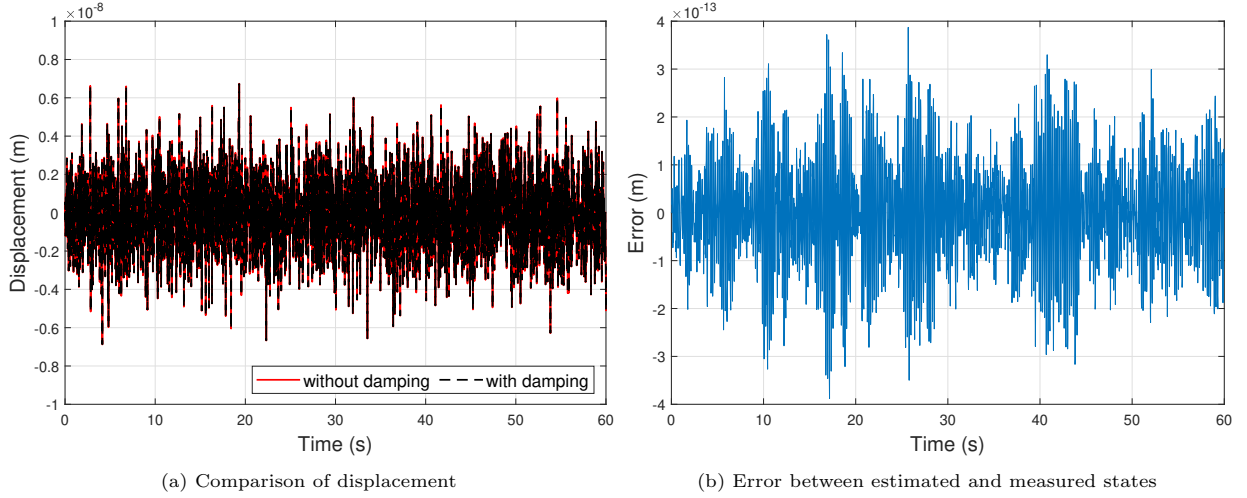 ×10⁻⁸
1
0.8
0.6
0.4
0.2
0
-0.2
-0.4
-0.6
-0.8
-1
Displacement (m)
without damping with damping
0 10 20 30 40 50 60
Time (s)
(a) Comparison of displacement
×10⁻¹³
4
3
2
1
0
-1
-2
-3
-4
Error (m)
0 10 20 30 40 50 60
Time (s)
(b) Error between estimated and measured states